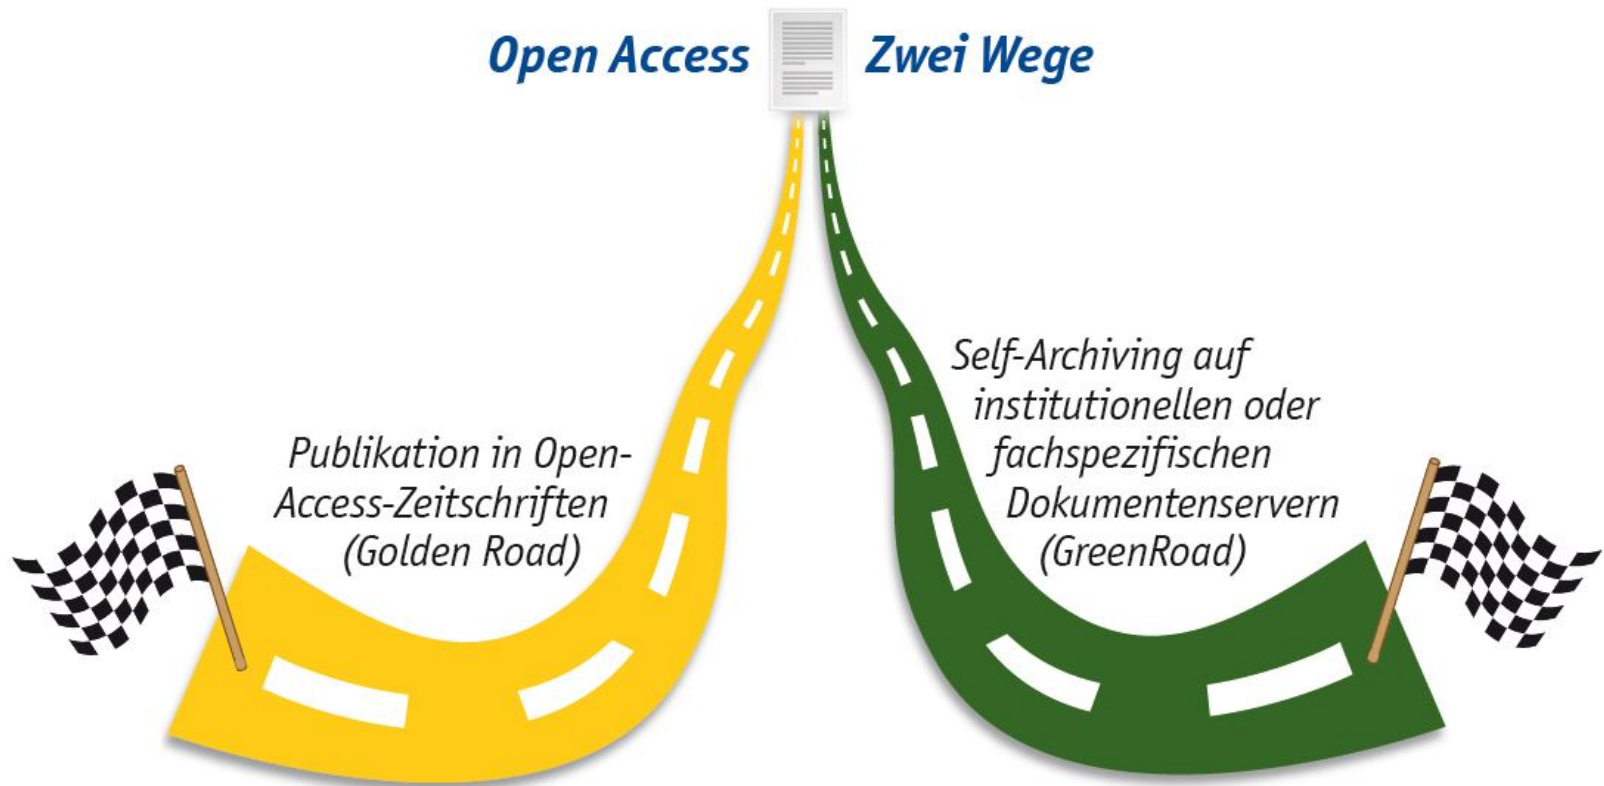 Open Access Zwei Wege
Publikation in Open-
Access-Zeitschriften
(Golden Road)
Self-Archiving auf
institutionellen oder
fachspezifischen
Dokumentenservern
(GreenRoad)